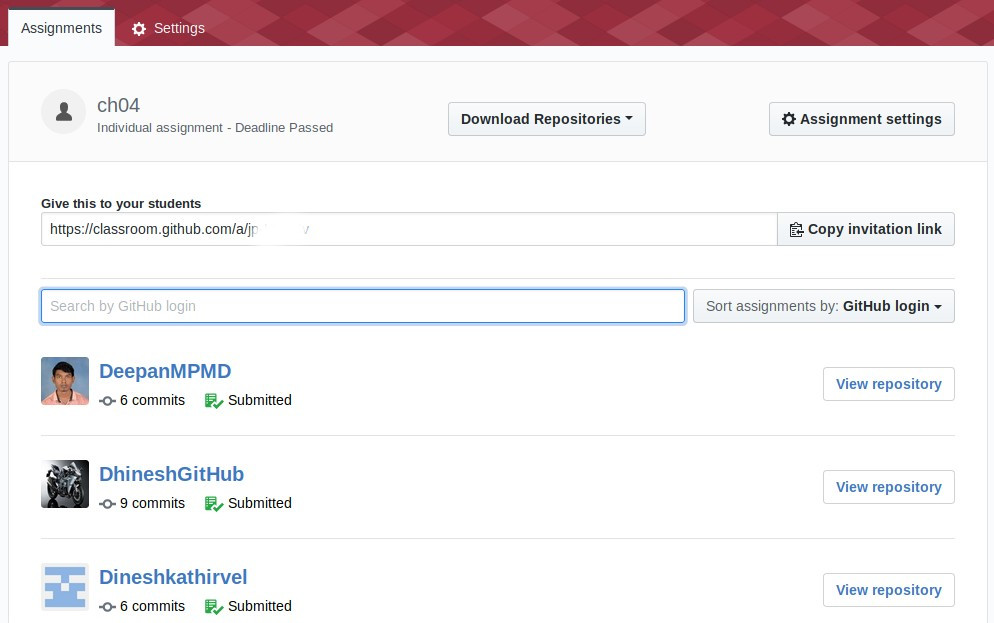 Assignments Settings
ch04
Individual assignment - Deadline Passed
Download Repositories
Assignment settings
Give this to your students
https://classroom.github.com/a/jp
Copy invitation link
Search by GitHub login
Sort assignments by: GitHub login
DeepanMPMD
6 commits Submitted
View repository
DhineshGitHub
9 commits Submitted
View repository
Dineshkathirvel
6 commits Submitted
View repository